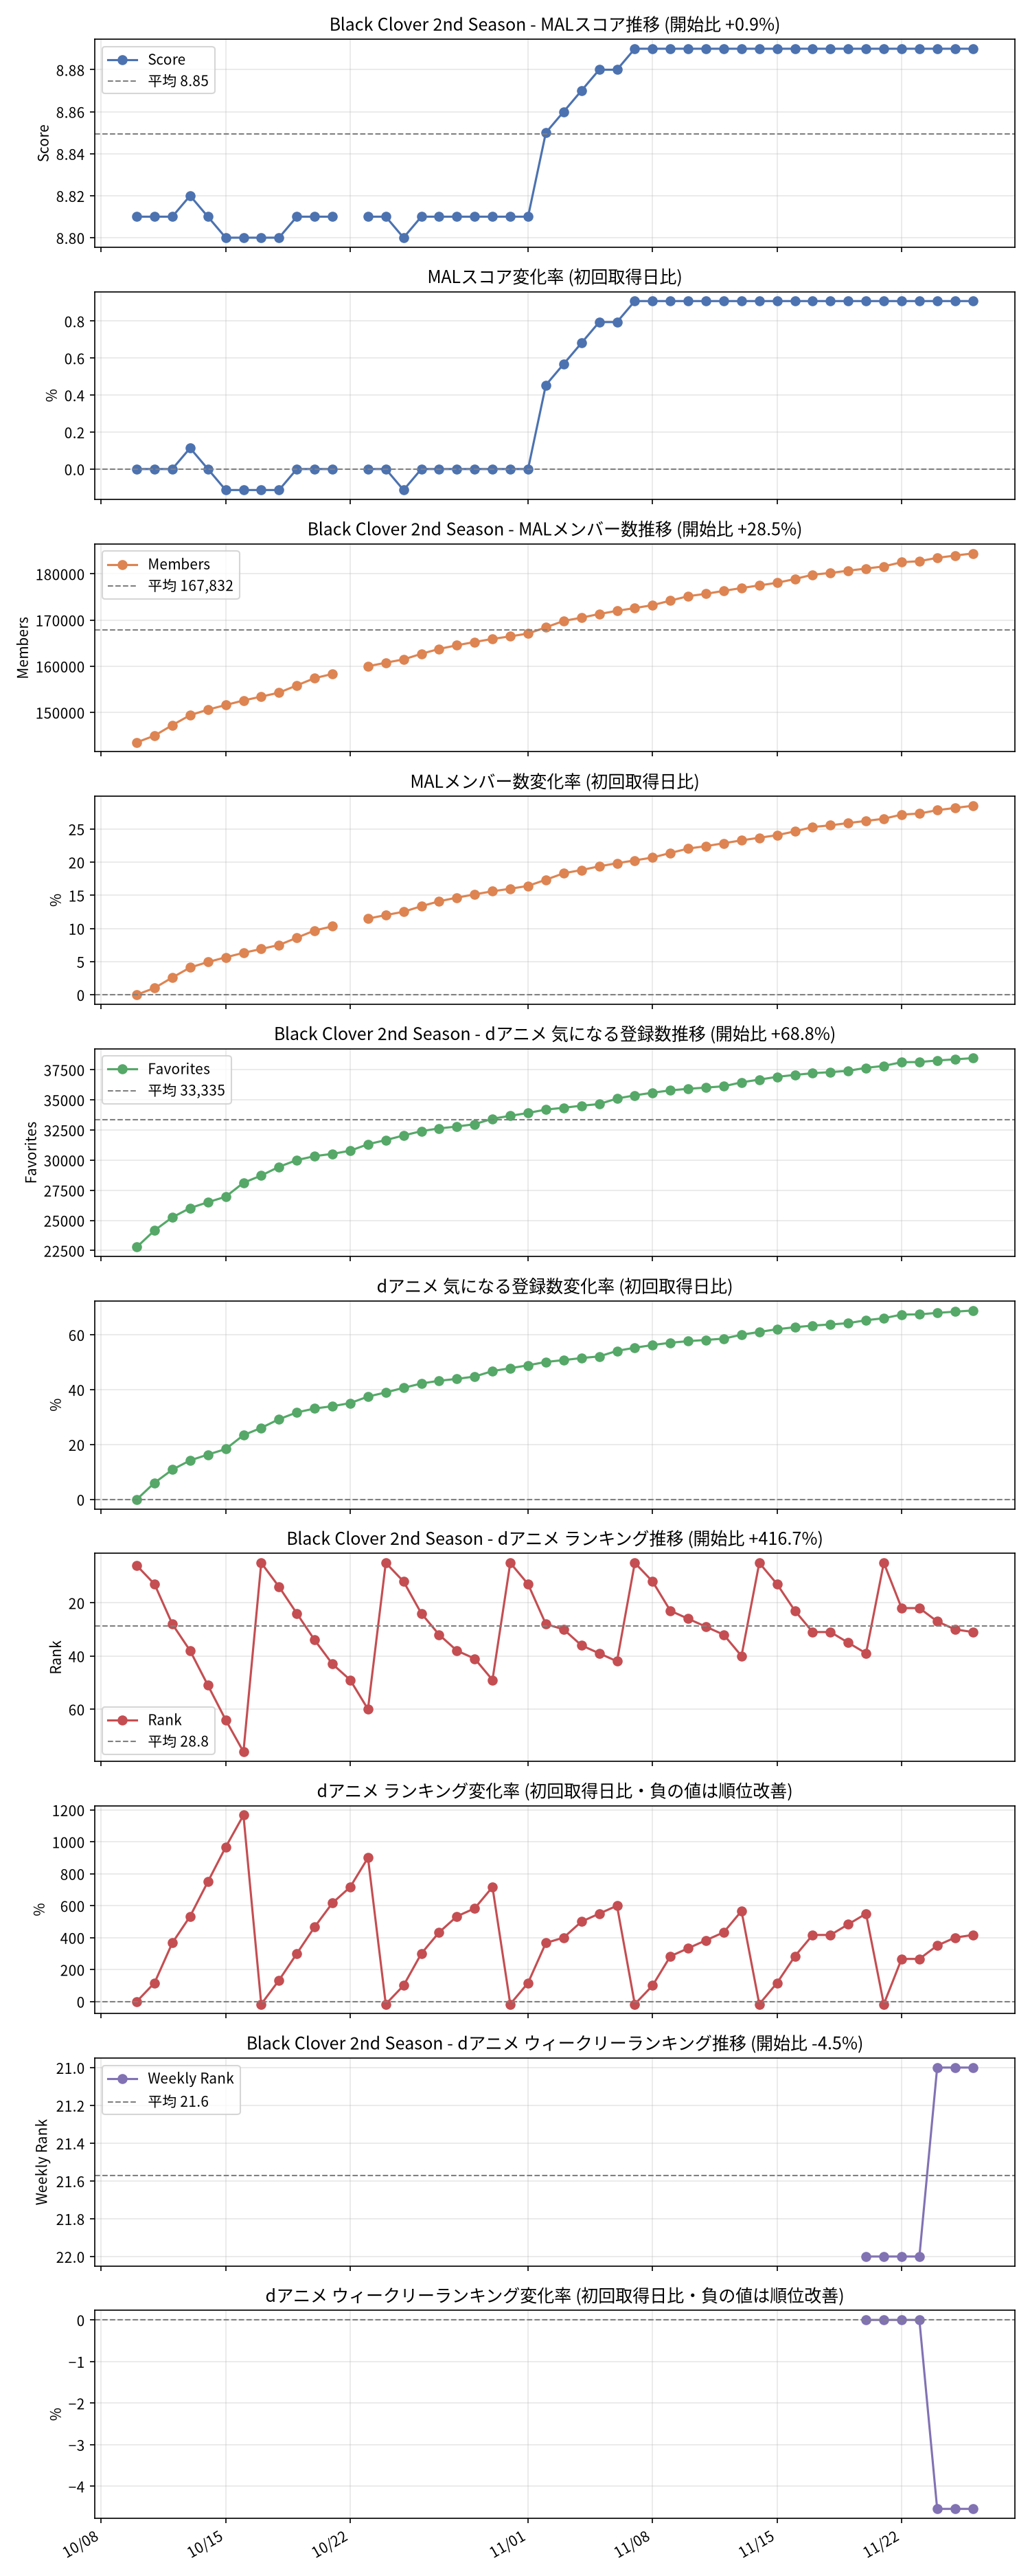 Black Clover 2nd Season - MALスコア推移 (開始比 +0.9%)
Score
平均 8.85
8.88
8.86
8.84
8.82
8.80
Score
MALスコア変化率 (初回取得日比)
0.8
0.6
0.4
0.2
0.0
%
Black Clover 2nd Season - MALメンバー数推移 (開始比 +28.5%)
Members
平均 167,832
180000
170000
160000
150000
Members
MALメンバー数変化率 (初回取得日比)
25
20
15
10
5
0
%
Black Clover 2nd Season - dアニメ 気になる登録数推移 (開始比 +68.8%)
Favorites
平均 33,335
37500
35000
32500
30000
27500
25000
22500
Favorites
dアニメ 気になる登録数変化率 (初回取得日比)
60
40
20
0
%
Black Clover 2nd Season - dアニメ ランキング推移 (開始比 +416.7%)
20
40
60
Rank
Rank
平均 28.8
dアニメ ランキング変化率 (初回取得日比・負の値は順位改善)
1200
1000
800
600
400
200
0
%
Black Clover 2nd Season - dアニメ ウィークリーランキング推移 (開始比 -4.5%)
Weekly Rank
平均 21.6
21.0
21.2
21.4
21.6
21.8
22.0
Weekly Rank
dアニメ ウィークリーランキング変化率 (初回取得日比・負の値は順位改善)
0
−1
−2
−3
−4
%
10/08
10/15
10/22
11/01
11/08
11/15
11/22